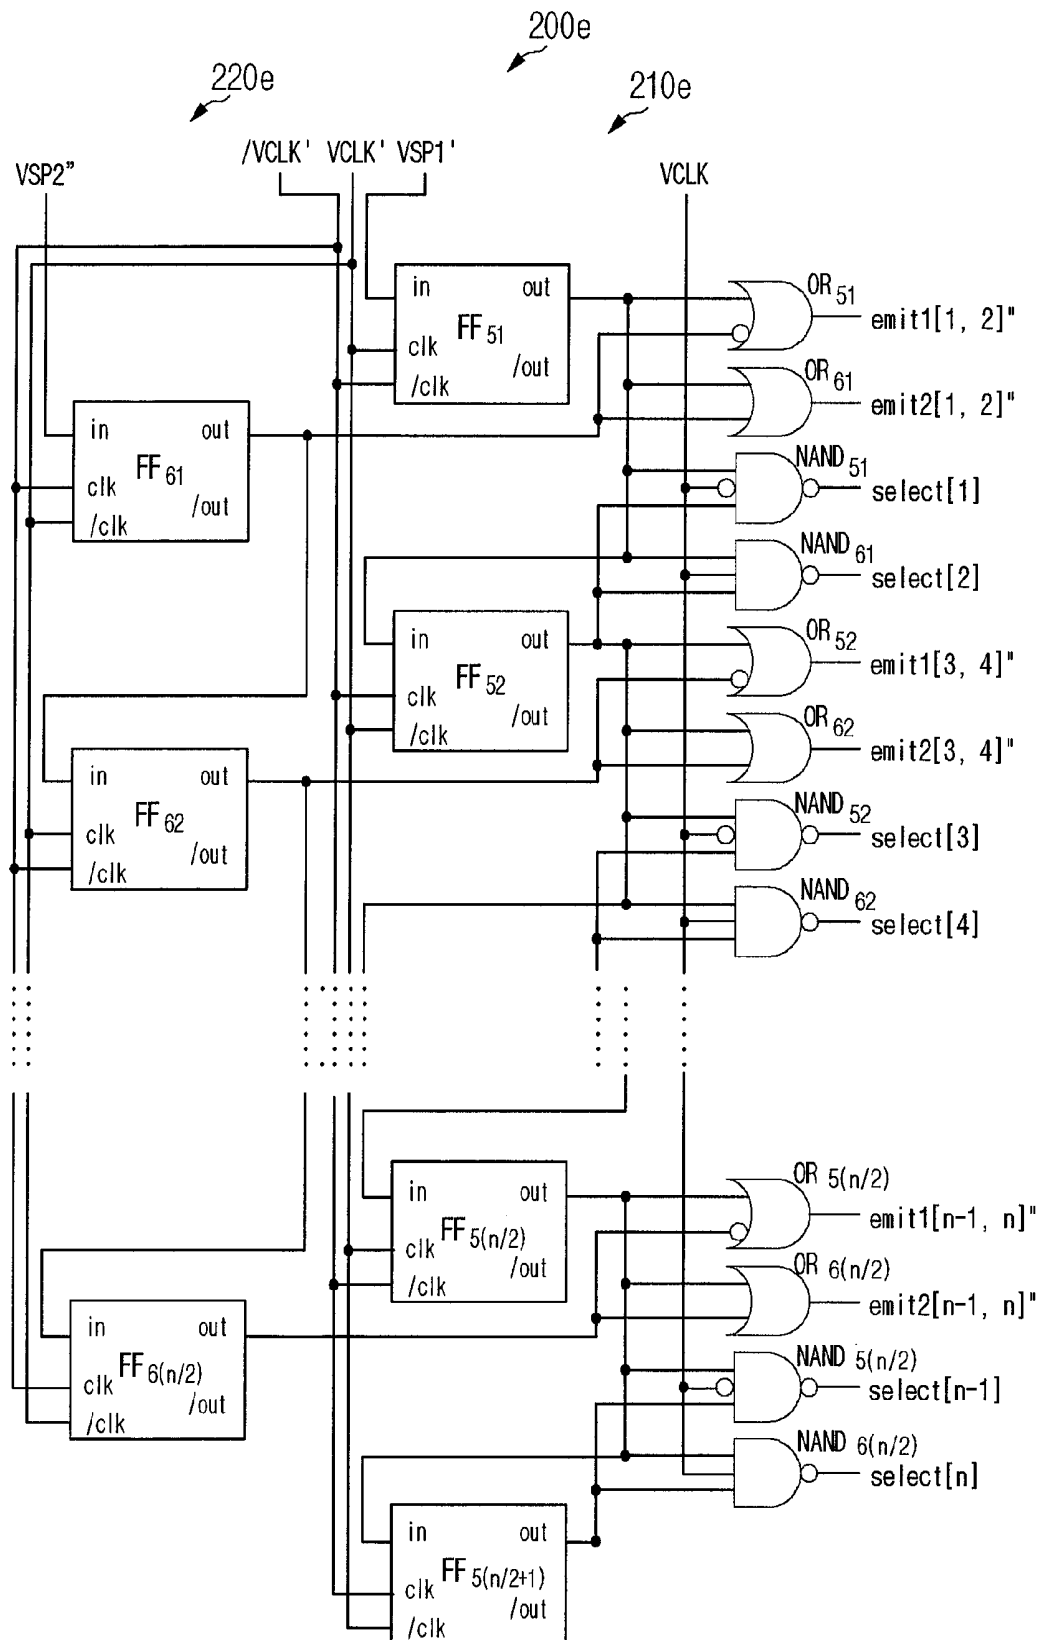 200e
220e
210e
/VCLK' VCLK' VSP1'
VSP2" VCLK
in out
FF51
clk /out
/clk
OR51
emit1[1, 2]"
OR61
emit2[1, 2]"
in out
FF61
clk /out
/clk
NAND51
select[1]
NAND61
select[2]
in out
FF52
clk /out
/clk
OR52
emit1[3, 4]"
OR62
emit2[3, 4]"
in out
FF62
clk /out
/clk
NAND52
select[3]
NAND62
select[4]
in out
FF5(n/2)
clk /out
/clk
OR5(n/2)
emit1[n-1, n]"
OR6(n/2)
emit2[n-1, n]"
in out
FF6(n/2)
clk /out
/clk
NAND5(n/2)
select[n-1]
NAND6(n/2)
select[n]
in out
FF5(n/2+1)
clk /out
/clk